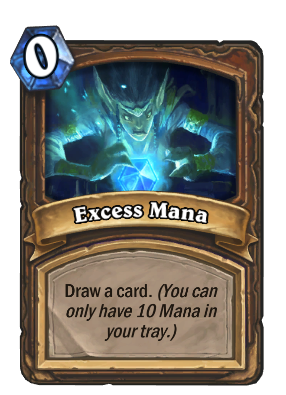 0
Excess Mana
Draw a card. (You can
only have 10 Mana in
your tray.)